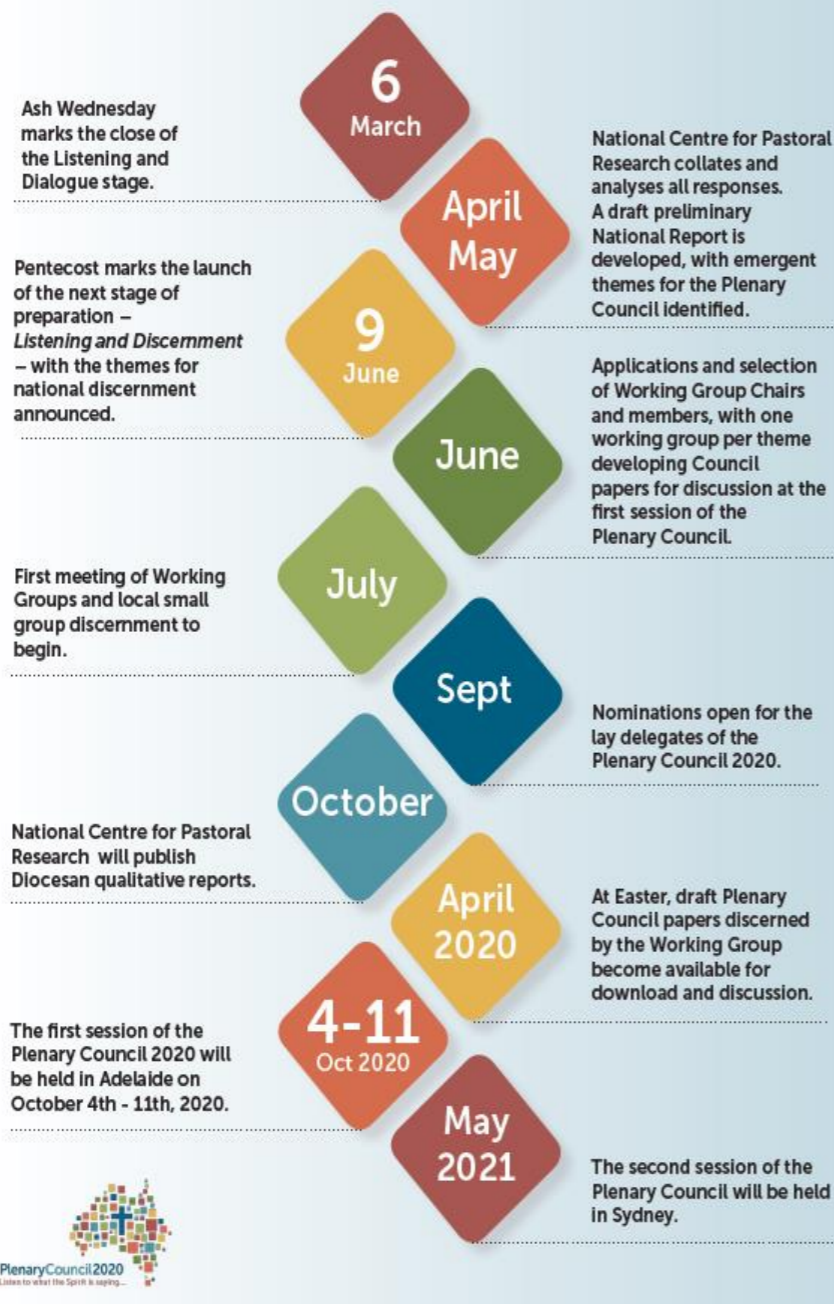 6
March
Ash Wednesday
marks the close of
the Listening and
Dialogue stage.
April
May
National Centre for Pastoral
Research collates and
analyses all responses.
A draft preliminary
National Report is
developed, with emergent
themes for the Plenary
Council identified.
9
June
Pentecost marks the launch
of the next stage of
preparation –
Listening and Discernment
– with the themes for
national discernment
announced.
June
Applications and selection
of Working Group Chairs
and members, with one
working group per theme
developing Council
papers for discussion at the
first session of the
Plenary Council.
July
First meeting of Working
Groups and local small
group discernment to
begin.
Sept
Nominations open for the
lay delegates of the
Plenary Council 2020.
October
National Centre for Pastoral
Research will publish
Diocesan qualitative reports.
April
2020
At Easter, draft Plenary
Council papers discerned
by the Working Group
become available for
download and discussion.
4-11
Oct 2020
The first session of the
Plenary Council 2020 will
be held in Adelaide on
October 4th - 11th, 2020.
May
2021
The second session of the
Plenary Council will be held
in Sydney.
PlenaryCouncil2020
Listen to what the Spirit is saying...